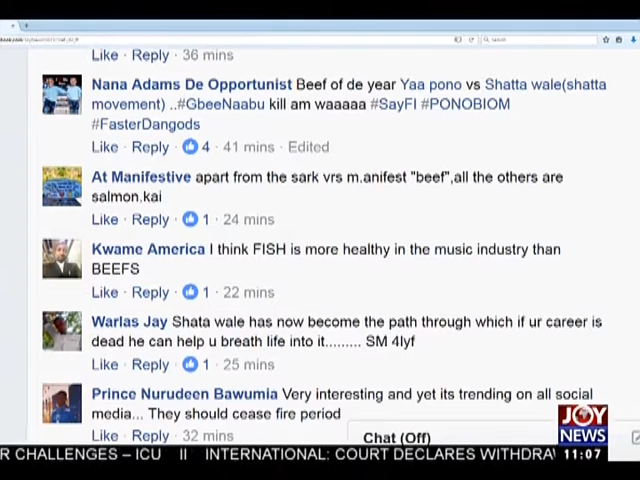 Like · Reply · 36 mins
Nana Adams De Opportunist Beef of de year Yaa pono vs Shatta wale(shatta
movement) ..#GbeeNaabu kill am waaaaa #SayFI #PONOBIOM
#FasterDangods
Like · Reply · 4 · 41 mins · Edited
At Manifestive apart from the sark vrs m.anifest "beef",all the others are
salmon,kai
Like · Reply · 1 · 24 mins
Kwame America I think FISH is more healthy in the music industry than
BEEFS
Like · Reply · 1 · 22 mins
Warlas Jay Shata wale has now become the path through which if ur career is
dead he can help u breath life into it......... SM 4lyf
Like · Reply · 1 · 25 mins
Prince Nurudeen Bawumia Very interesting and yet its trending on all social
media... They should cease fire period
Like · Reply · 32 mins
Chat (Off)
JOY
NEWS
R CHALLENGES – ICU II INTERNATIONAL: COURT DECLARES WITHDRA
11:07